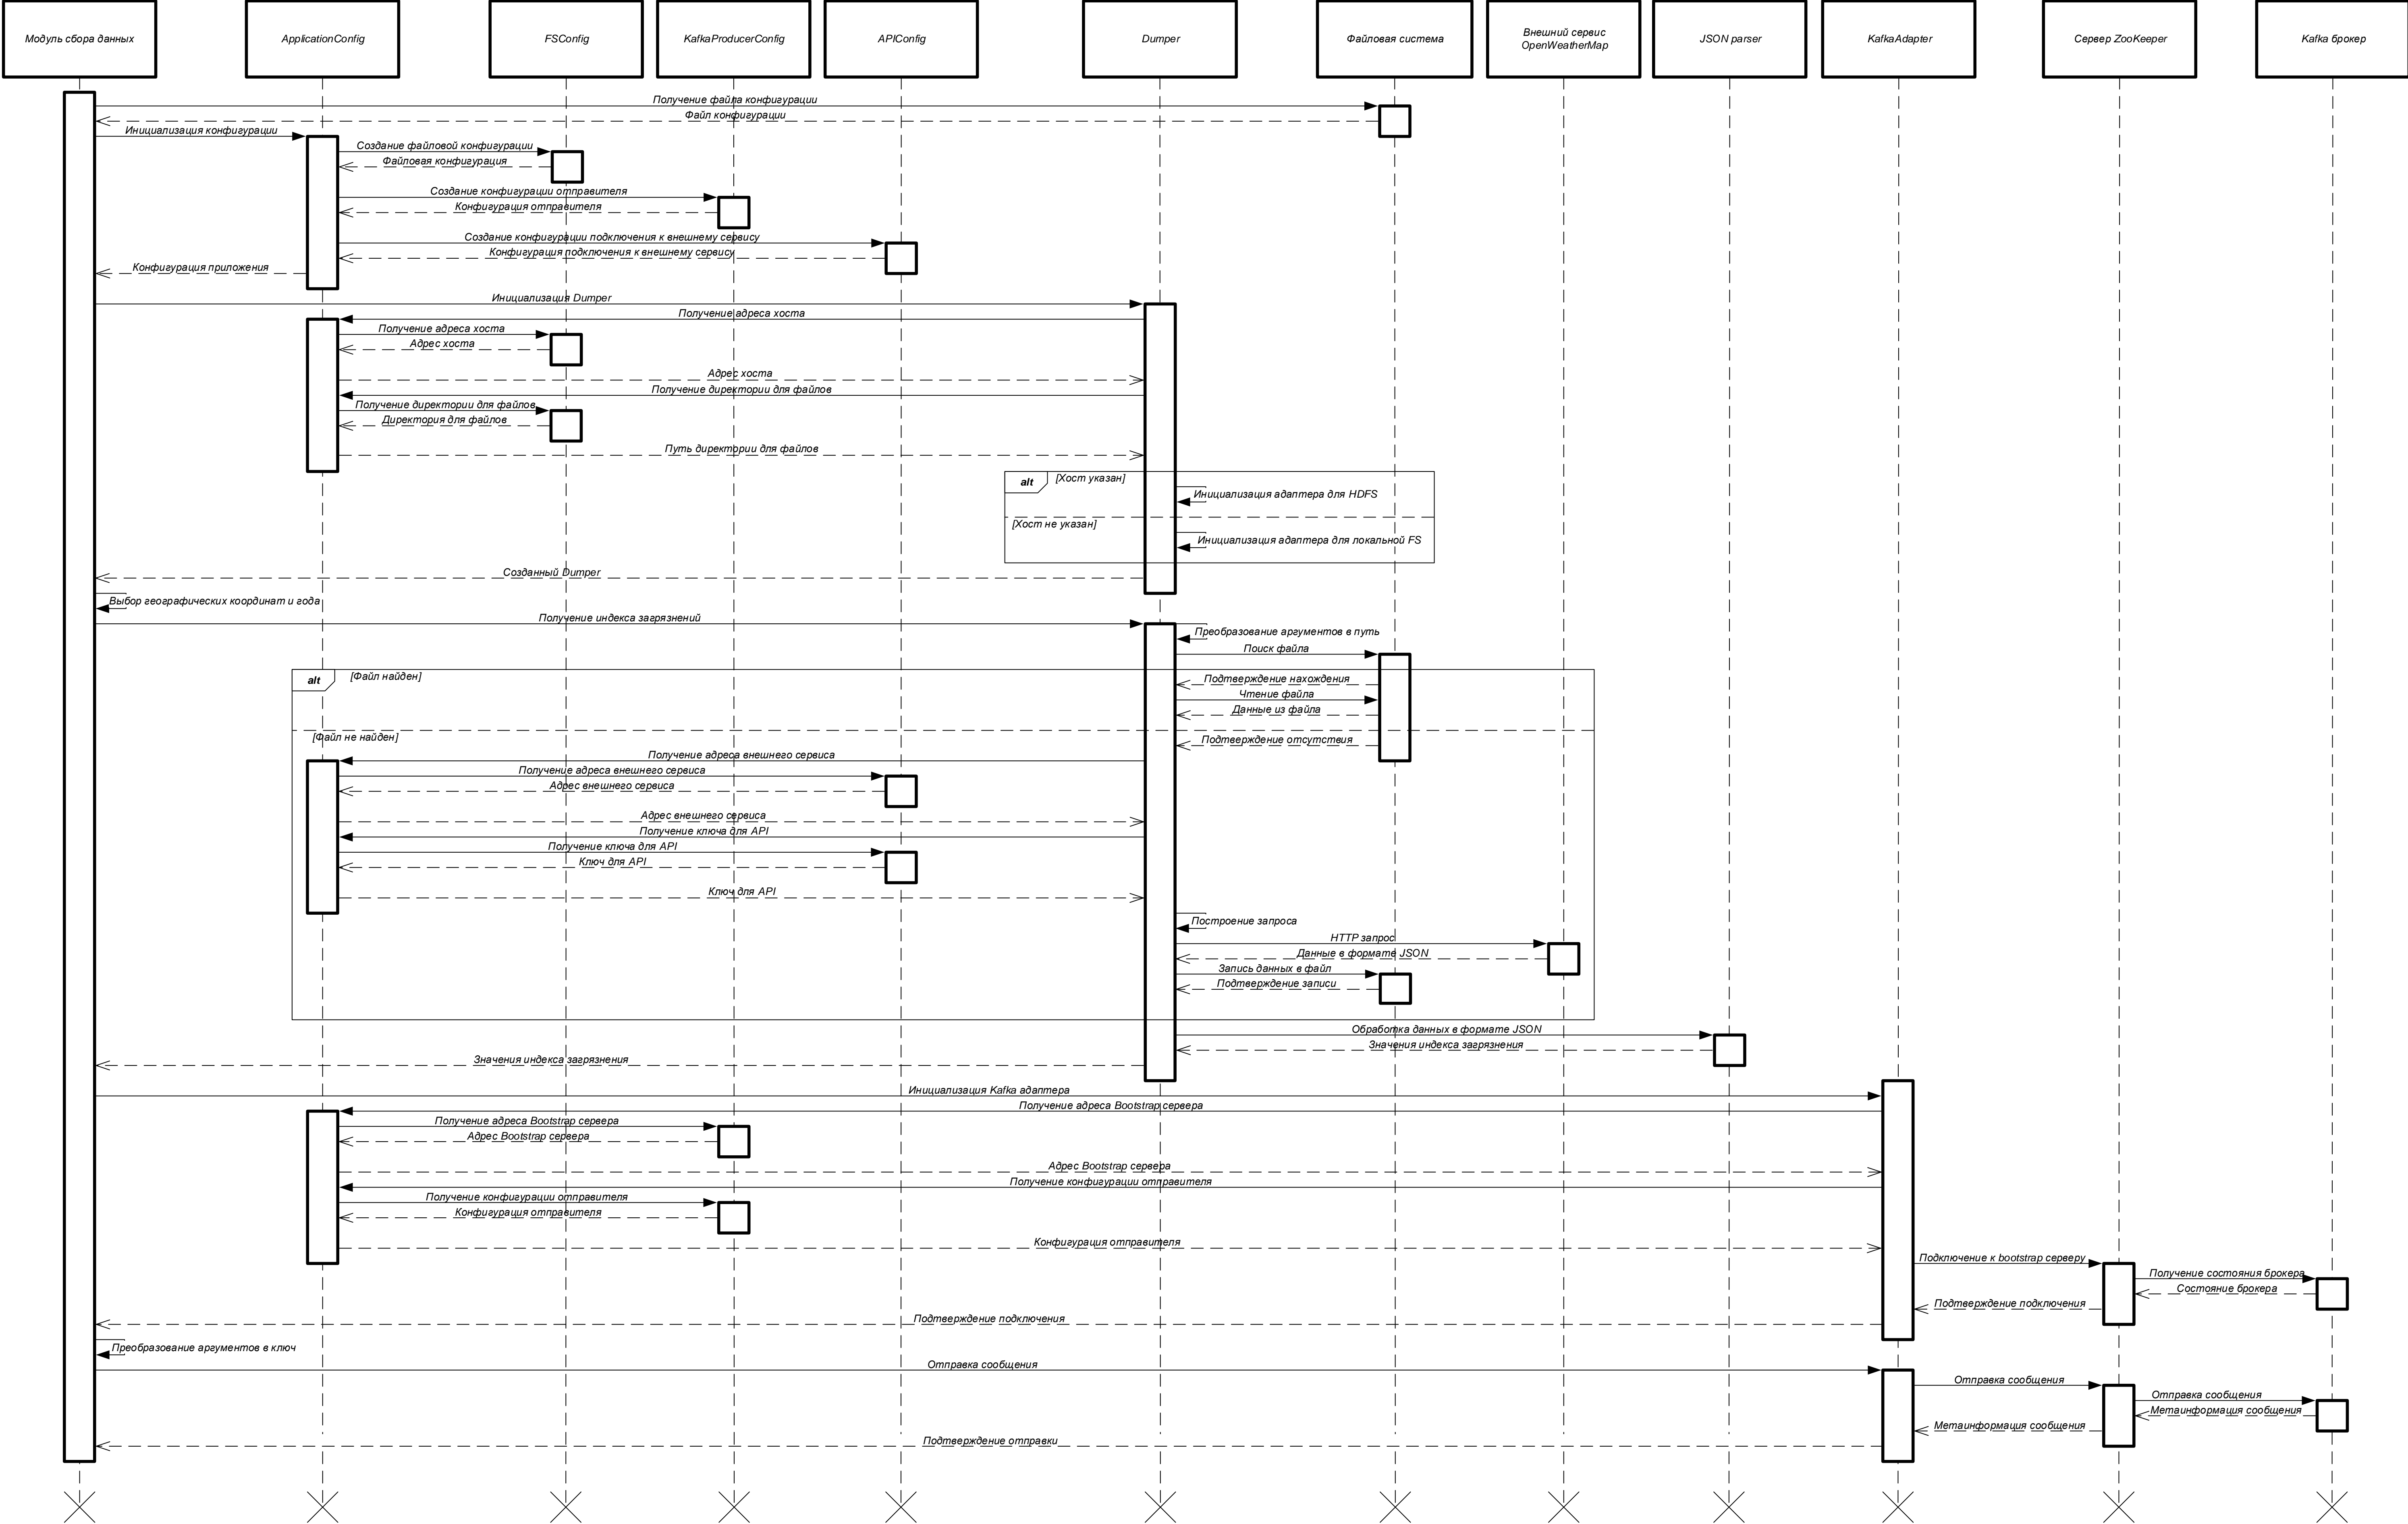 Модуль сбора данных
ApplicationConfig
FSConfig
KafkaProducerConfig
APIConfig
Dumper
Файловая система
Внешний сервис
OpenWeatherMap
JSON parser
KafkaAdapter
Сервер ZooKeeper
Kafka брокер
Получение файла конфигурации
Файл конфигурации
Инициализация конфигурации
Создание файловой конфигурации
Файловая конфигурация
Создание конфигурации отправителя
Конфигурация отправителя
Создание конфигурации подключения к внешнему сервису
Конфигурация подключения к внешнему сервису
Конфигурация приложения
Инициализация Dumper
Получение адреса хоста
Получение адреса хоста
Адрес хоста
Адрес хоста
Получение директории для файлов
Получение директории для файлов
Директория для файлов
Путь директории для файлов
alt
[Хост указан]
Инициализация адаптера для HDFS
[Хост не указан]
Инициализация адаптера для локальной FS
Созданный Dumper
Выбор географических координат и года
Получение индекса загрязнений
Преобразование аргументов в путь
Поиск файла
alt
[Файл найден]
Подтверждение нахождения
Чтение файла
Данные из файла
[Файл не найден]
Подтверждение отсутствия
Получение адреса внешнего сервиса
Получение адреса внешнего сервиса
Адрес внешнего сервиса
Адрес внешнего сервиса
Получение ключа для API
Получение ключа для API
Ключ для API
Ключ для API
Построение запроса
HTTP запрос
Данные в формате JSON
Запись данных в файл
Подтверждение записи
Обработка данных в формате JSON
Значения индекса загрязнения
Значения индекса загрязнения
Инициализация Kafka адаптера
Получение адреса Bootstrap сервера
Получение адреса Bootstrap сервера
Адрес Bootstrap сервера
Адрес Bootstrap сервера
Получение конфигурации отправителя
Получение конфигурации отправителя
Конфигурация отправителя
Конфигурация отправителя
Подключение к bootstrap серверу
Получение состояния брокера
Состояние брокера
Подтверждение подключения
Подтверждение подключения
Преобразование аргументов в ключ
Отправка сообщения
Отправка сообщения
Отправка сообщения
Метаинформация сообщения
Метаинформация сообщения
Подтверждение отправки